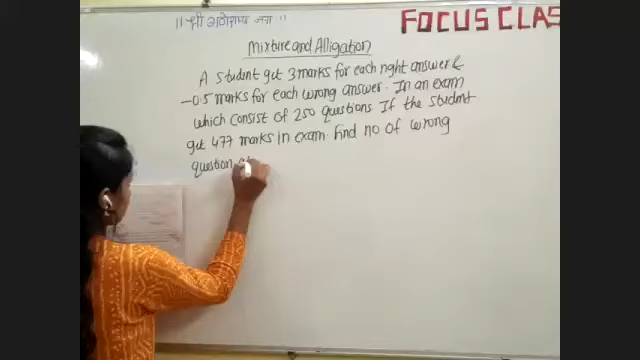 ॥ श्री गणेशाय नमः ॥
FOCUS CLAS
Mixture and Alligation
A student get 3 marks for each right answer &
-0.5 marks for each wrong answer. In an exam
which consist of 250 questions If the student
get 477 marks in exam. find no of wrong
question